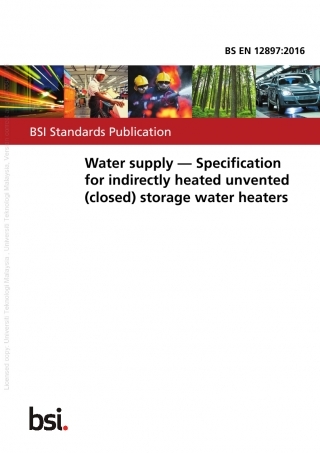 BS EN 12897:2016
BSI Standards Publication
Water supply — Specification
for indirectly heated unvented
(closed) storage water heaters
bsi.
Licensed copy: Universiti Teknologi Malaysia, Universiti Teknologi Malaysia, Version